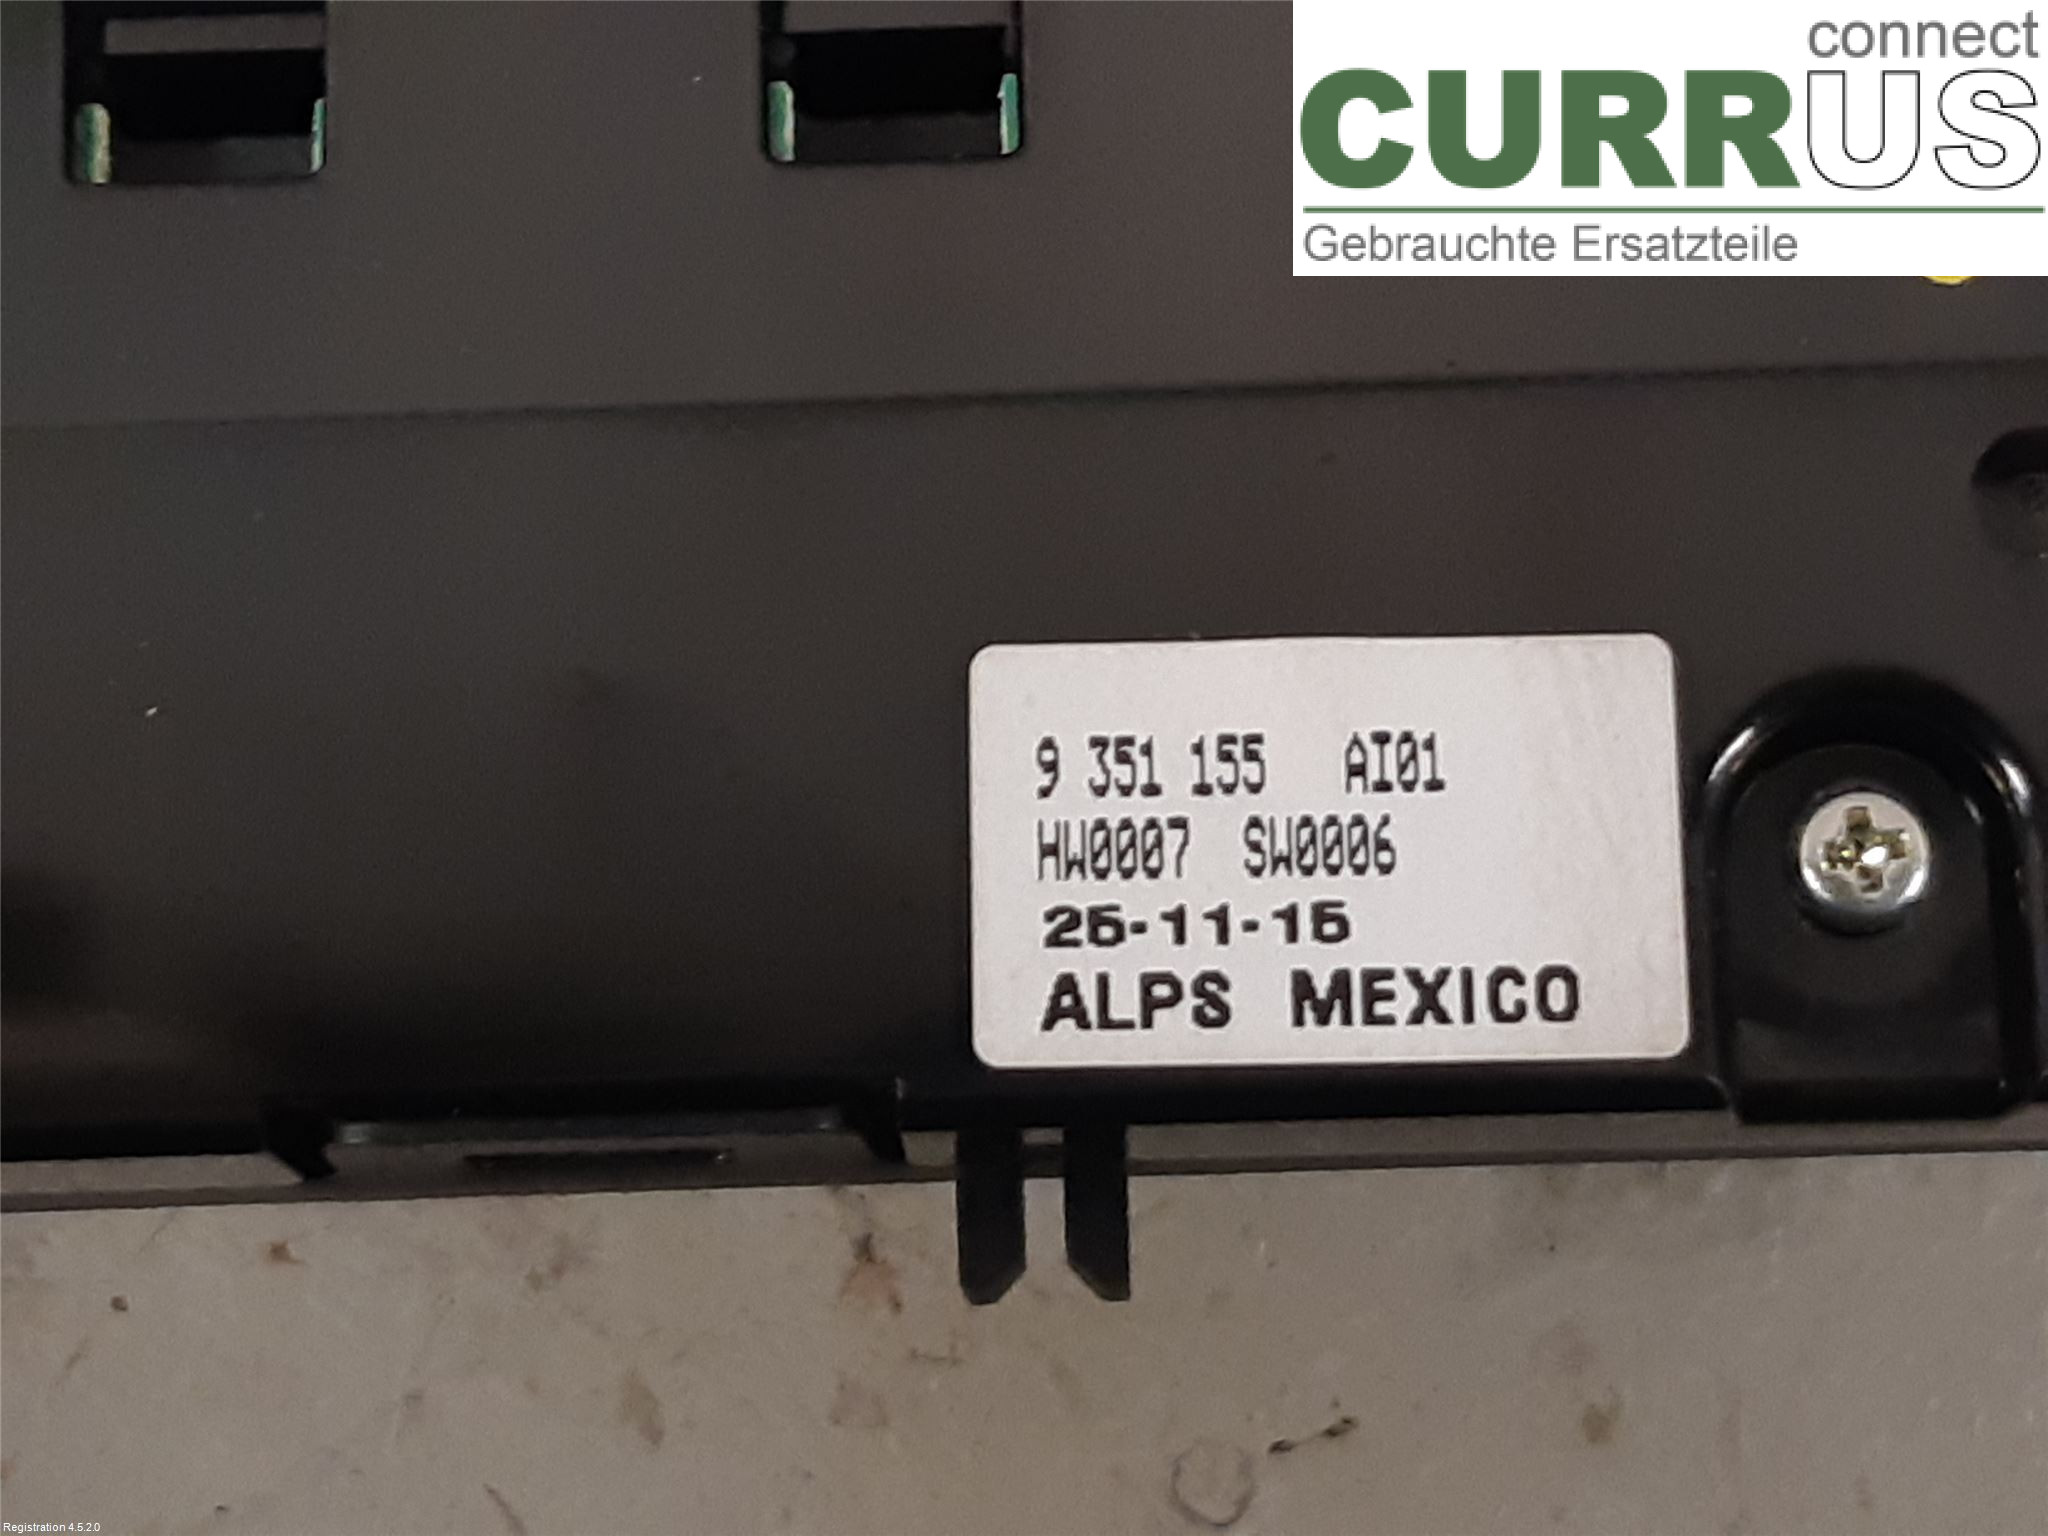 connect
CURRUS
Gebrauchte Ersatzteile
9 351 155 AI01
HW0007 SW0006
25-11-15
ALPS MEXICO
Registration 4.5.2.0